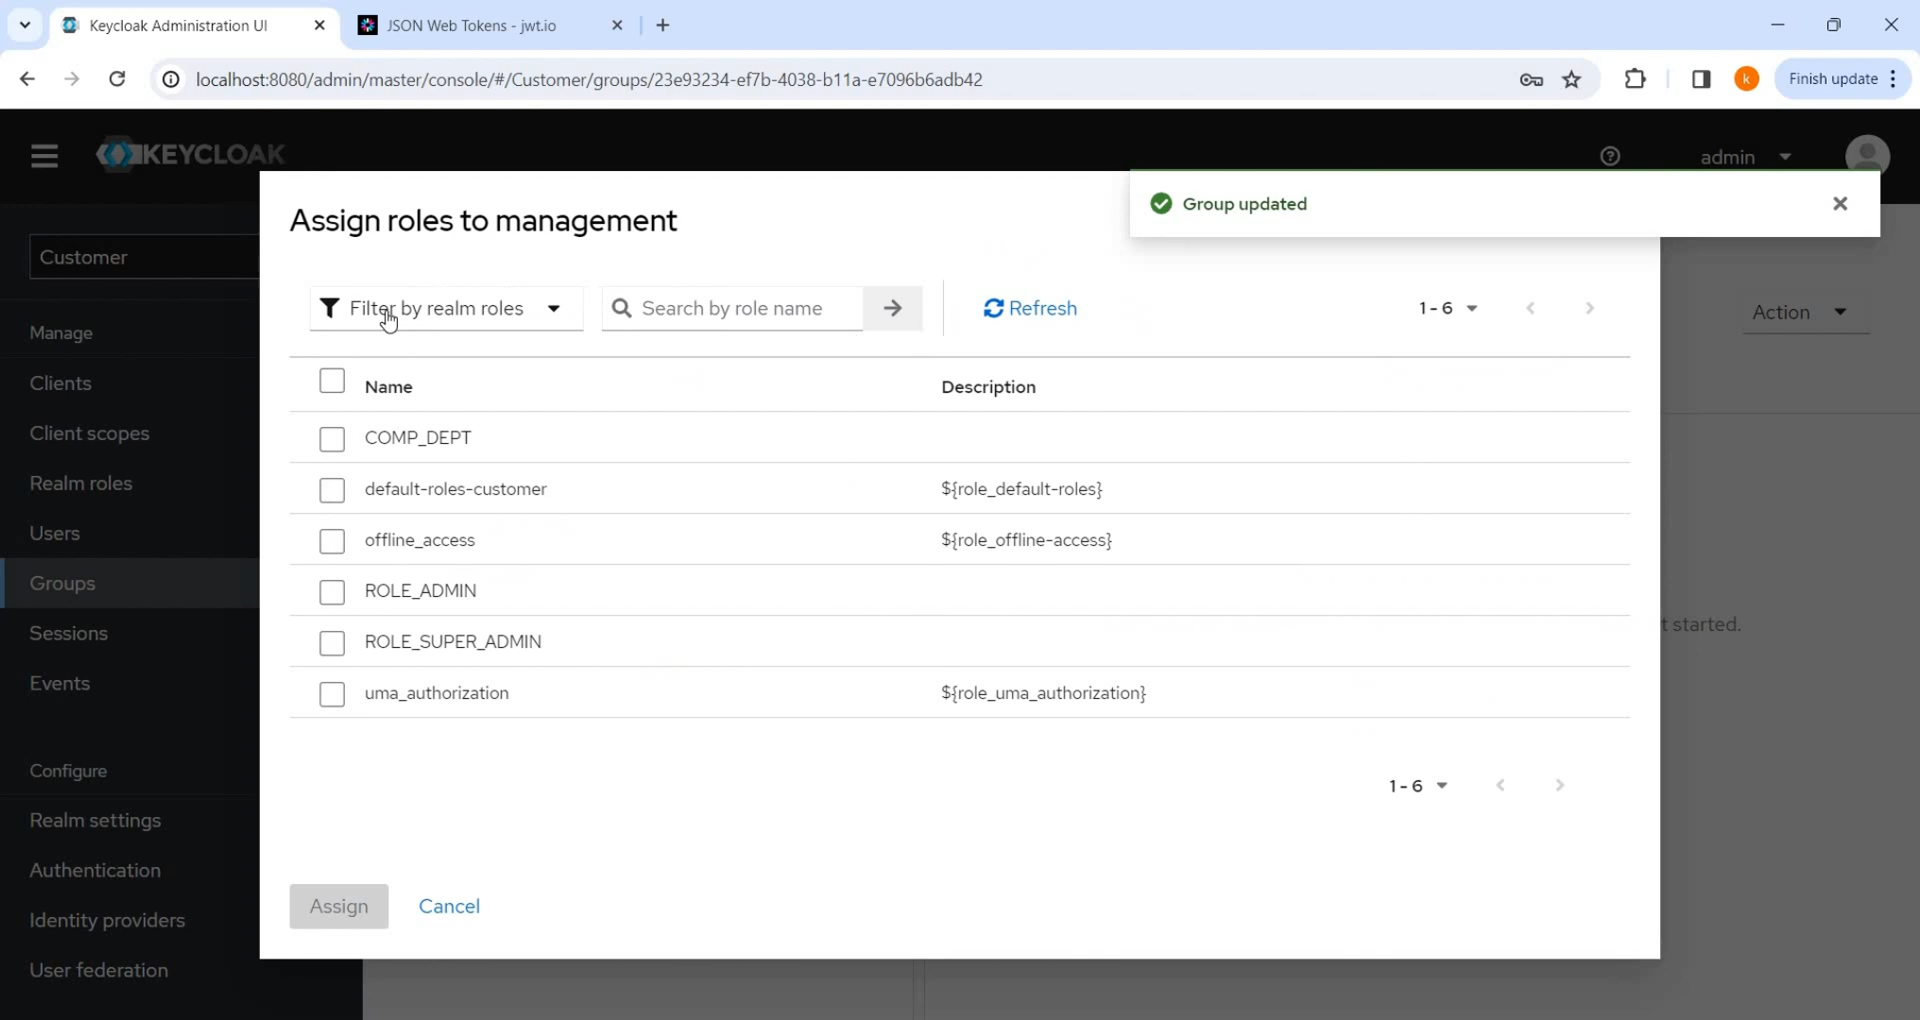 Keycloak Administration UI
JSON Web Tokens - jwt.io
localhost:8080/admin/master/console/#/Customer/groups/23e93234-ef7b-4038-b11a-e7096b6adb42
k
Finish update
KEYCLOAK
admin
Group updated
Assign roles to management
Customer
Filter by realm roles
Search by role name
Refresh
1 - 6
Action
Manage
Clients
Client scopes
Realm roles
Users
Groups
Sessions
Events
Configure
Realm settings
Authentication
Identity providers
User federation
Name
Description
COMP_DEPT
default-roles-customer
${role_default-roles}
offline_access
${role_offline-access}
ROLE_ADMIN
ROLE_SUPER_ADMIN
uma_authorization
${role_uma_authorization}
t started.
1 - 6
Assign
Cancel